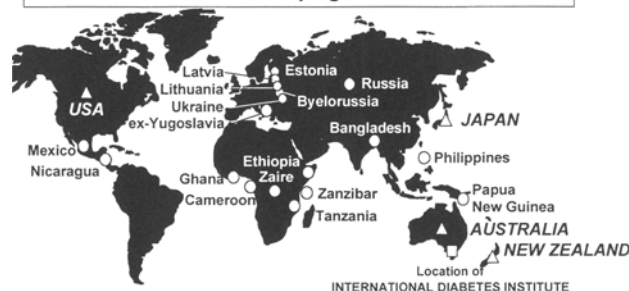 Latvia
Estonia
Lithuania
Russia
Ukraine
Byelorussia
USA
ex-Yugoslavia
Bangladesh
JAPAN
Mexico
Nicaragua
Ethiopia
Philippines
Ghana
Zaire
Cameroon
Zanzibar
Papua
New Guinea
Tanzania
AUSTRALIA
NEW ZEALAND
Location of
INTERNATIONAL DIABETES INSTITUTE